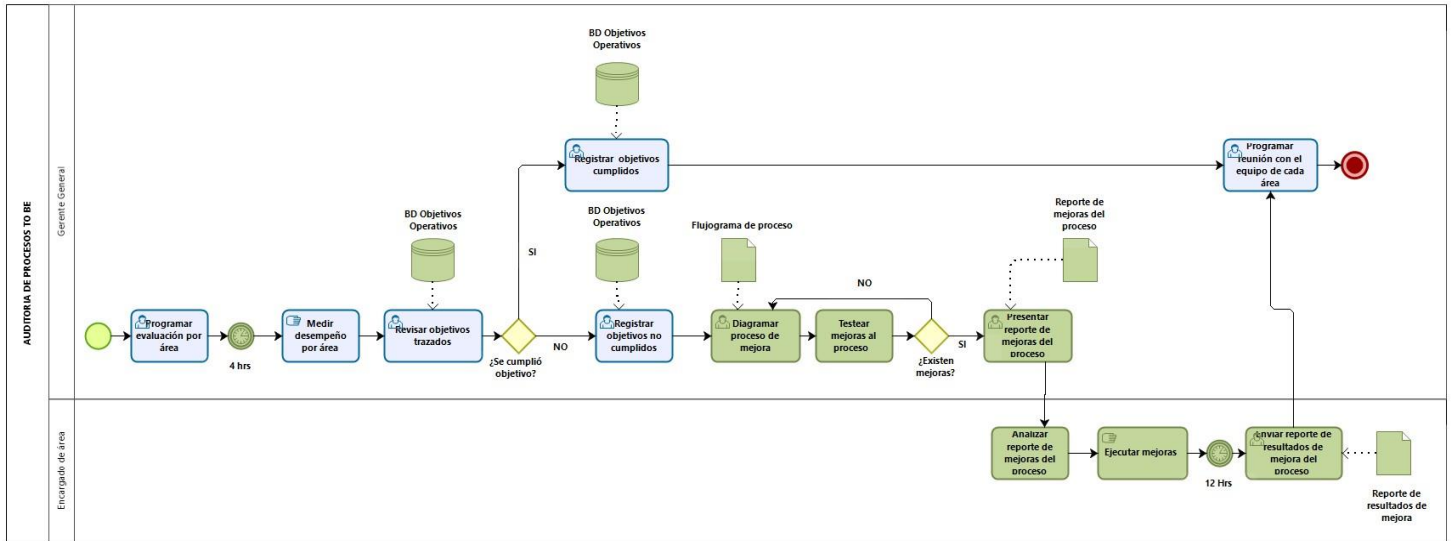 AUDITORIA DE PROCESOS TO BE
Gerente General
BD Objetivos
Operativos
Registrar objetivos
cumplidos
Programar
reunión con el
equipo de cada
área
BD Objetivos
Operativos
BD Objetivos
Operativos
Flujograma de proceso
Reporte de
mejoras del
proceso
SI
NO
Programar
evaluación por
área
4 hrs
Medir
desempeño
por área
Revisar objetivos
trazados
¿Se cumplió
objetivo?
NO
Registrar
objetivos no
cumplidos
Diagramar
proceso de
mejora
Testear
mejoras al
proceso
¿Existen
mejoras?
SI
Presentar
reporte de
mejoras del
proceso
Encargado de área
Analizar
reporte de
mejoras del
proceso
Ejecutar mejoras
12 Hrs
Enviar reporte de
resultados de
mejora del
proceso
Reporte de
resultados de
mejora